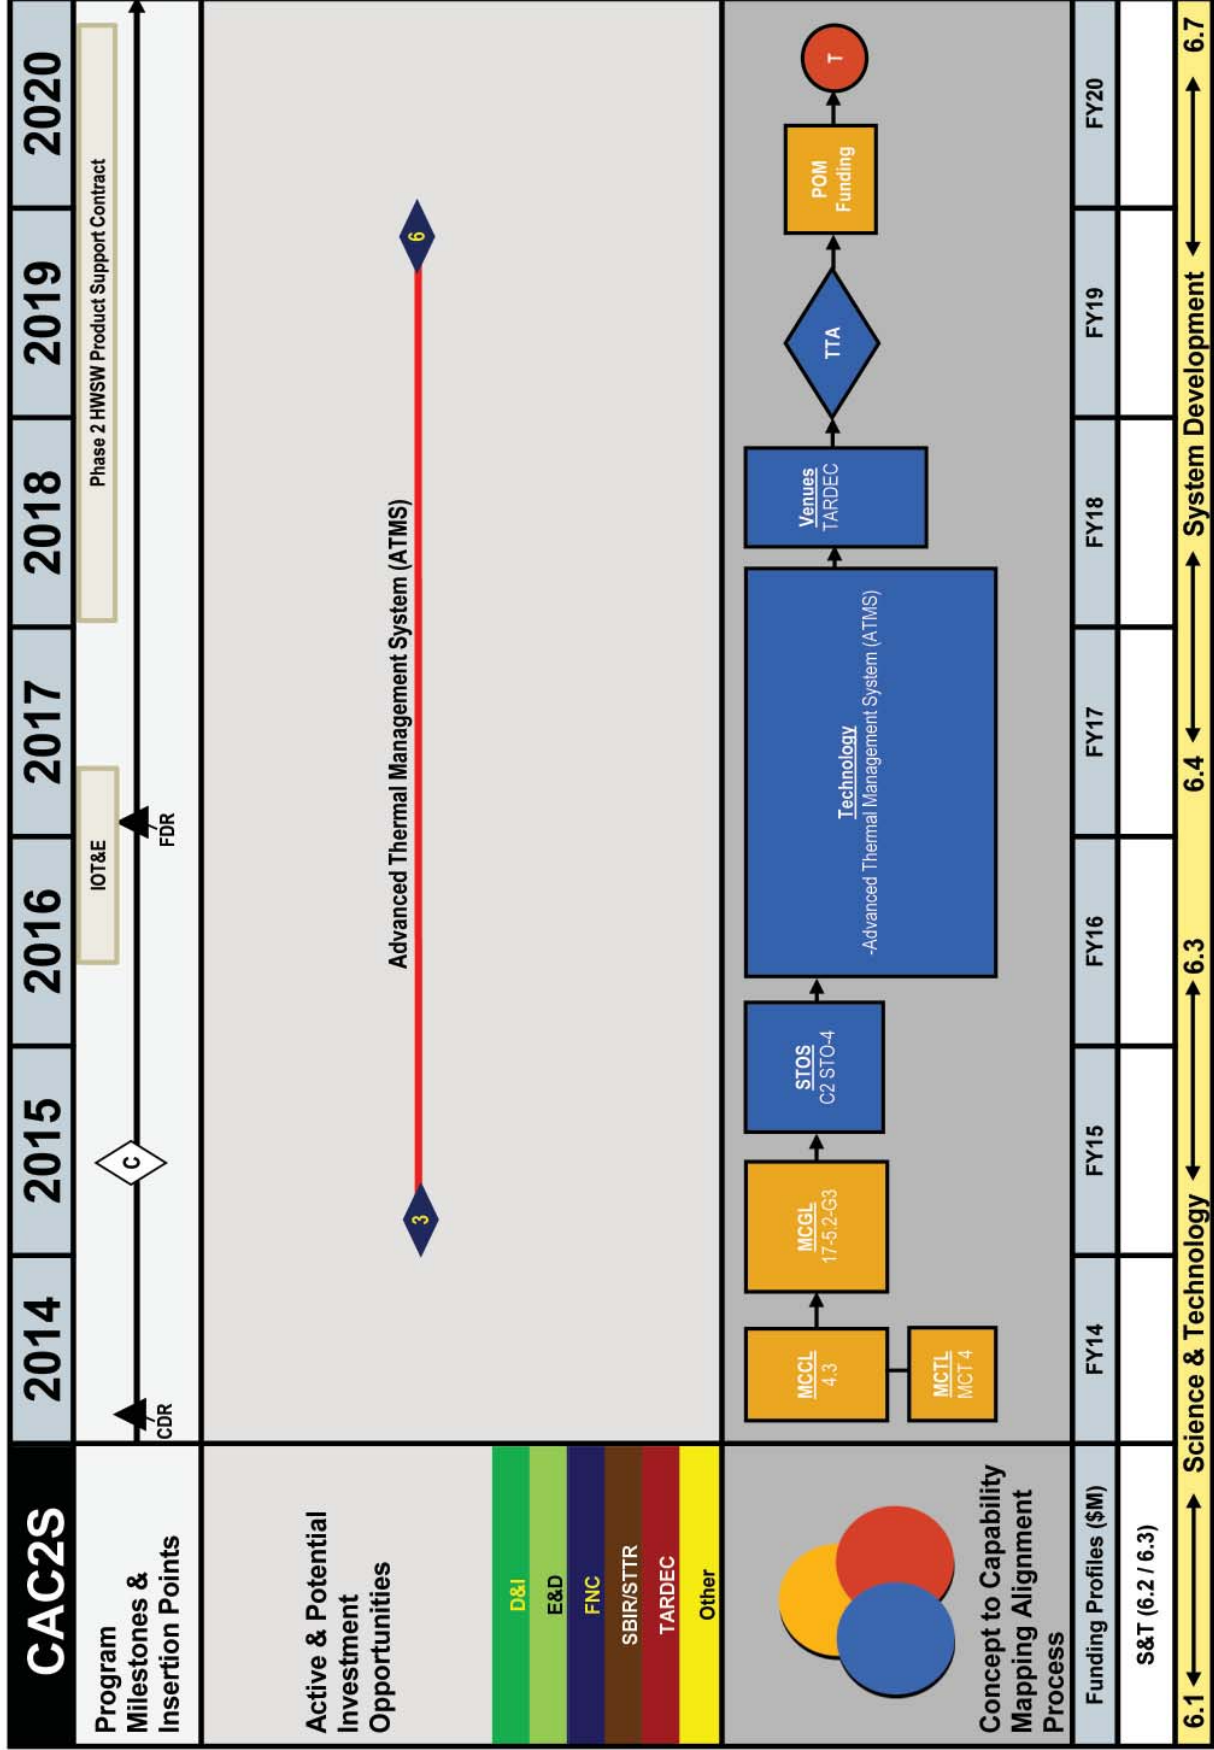 CAC2S
2014
2015
2016
2017
2018
2019
2020
Program
Milestones &
Insertion Points
CDR
C
IOT&E
FDR
Phase 2 HWSW Product Support Contract
Active & Potential
Investment
Opportunities
D&I
E&D
FNC
SBIR/STTR
TARDEC
Other
Advanced Thermal Management System (ATMS)
3
6
Concept to Capability
Mapping Alignment
Process
MCCL
4.3
MCTL
MCT 4
MCGL
17-5.2-G3
STOS
C2 STO-4
Technology
-Advanced Thermal Management System (ATMS)
Venues
TARDEC
TTA
POM
Funding
T
Funding Profiles ($M)
FY14
FY15
FY16
FY17
FY18
FY19
FY20
S&T (6.2 / 6.3)
6.1
Science & Technology
6.3
6.4
System Development
6.7